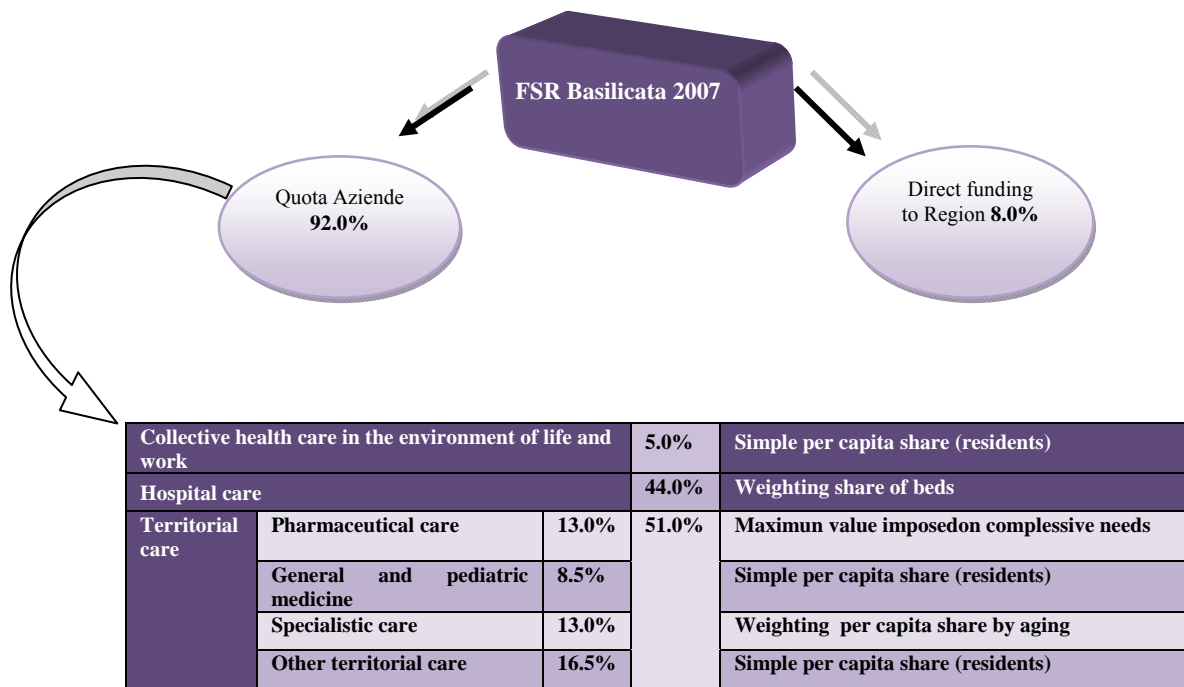 FSR Basilicata 2007
Quota Aziende
92.0%
Direct funding
to Region 8.0%
Collective health care in the environment of life and
work
5.0%
Simple per capita share (residents)
Hospital care
44.0%
Weighting share of beds
Territorial
care
Pharmaceutical care
13.0%
51.0%
Maximun value imposedon complessive needs
General and pediatric
medicine
8.5%
Simple per capita share (residents)
Specialistic care
13.0%
Weighting per capita share by aging
Other territorial care
16.5%
Simple per capita share (residents)